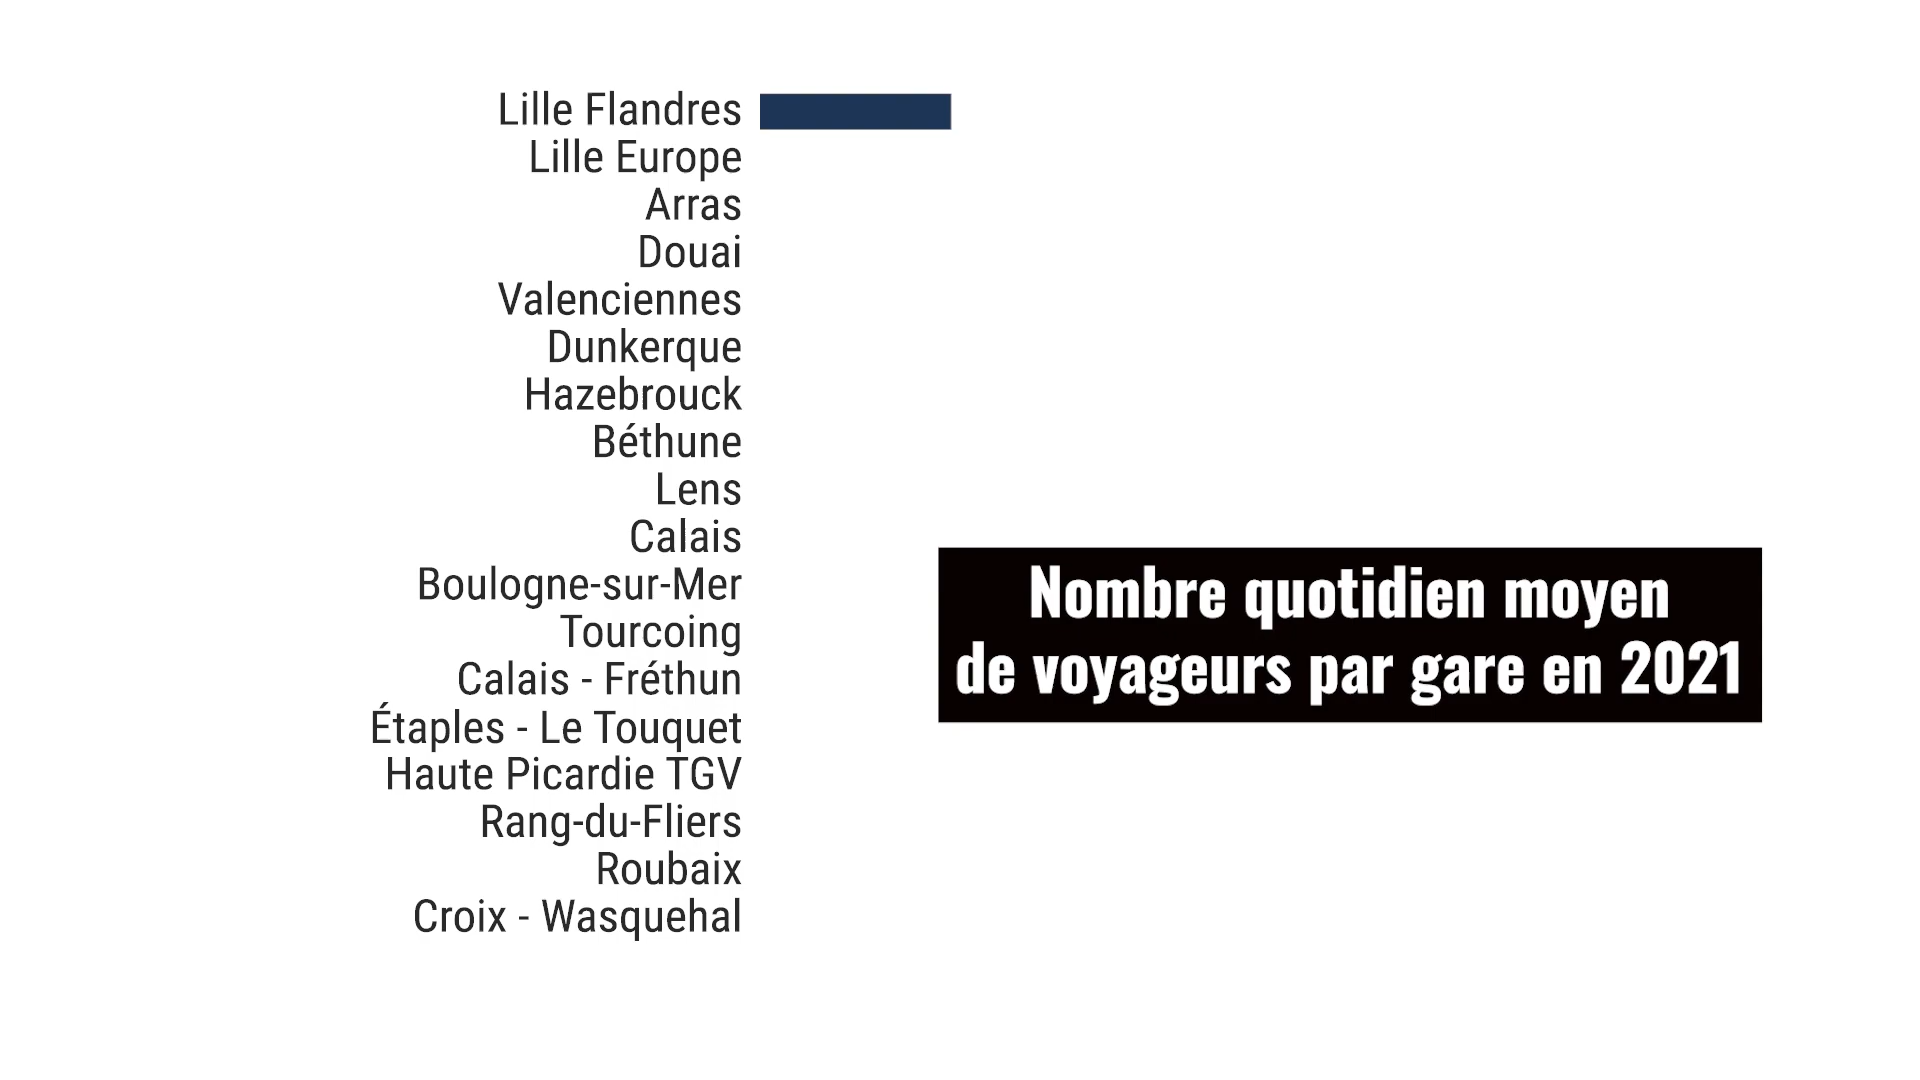 Lille Flandres
Lille Europe
Arras
Douai
Valenciennes
Dunkerque
Hazebrouck
Béthune
Lens
Calais
Boulogne-sur-Mer
Tourcoing
Calais - Fréthun
Étaples - Le Touquet
Haute Picardie TGV
Rang-du-Fliers
Roubaix
Croix - Wasquehal
Nombre quotidien moyen
de voyageurs par gare en 2021